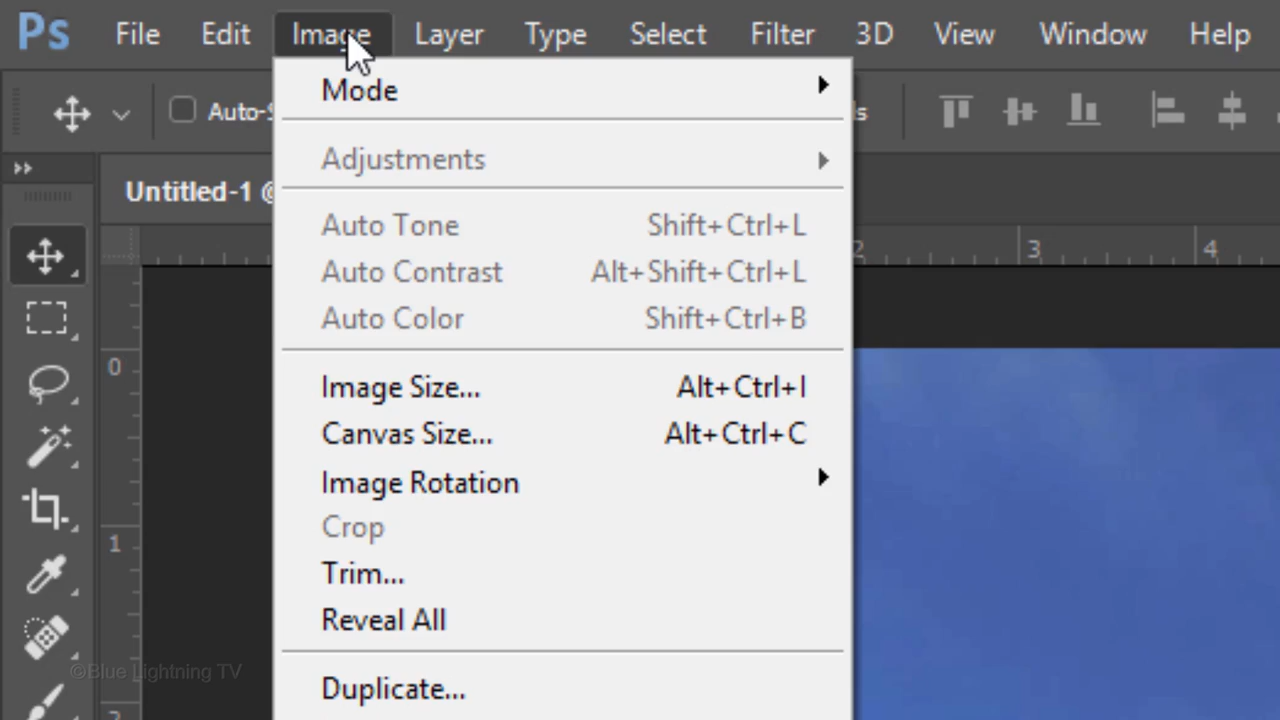 Ps File Edit Image Layer Type Select Filter 3D View Window Help
Auto-S
Untitled-1 @
Mode
Adjustments
Auto Tone Shift+Ctrl+L
Auto Contrast Alt+Shift+Ctrl+L
Auto Color Shift+Ctrl+B
Image Size... Alt+Ctrl+I
Canvas Size... Alt+Ctrl+C
Image Rotation
Crop
Trim...
Reveal All
Duplicate...
ls
2 3 4
0
1
2
©Blue Lightning TV